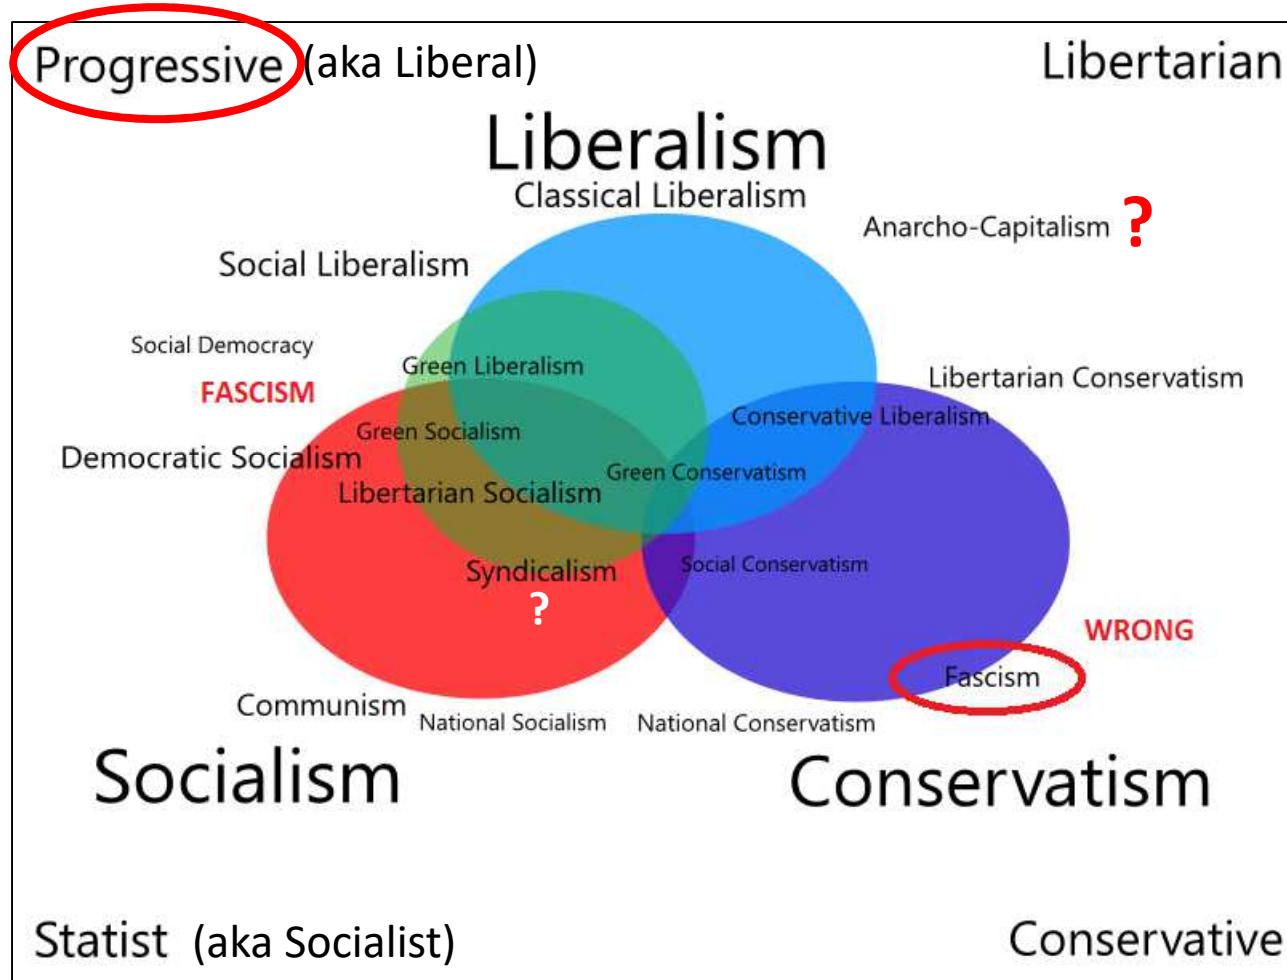 Progressive (aka Liberal)
Libertarian
Liberalism
Classical Liberalism
Anarcho-Capitalism ?
Social Liberalism
Social Democracy
Green Liberalism
FASCISM
Libertarian Conservatism
Conservative Liberalism
Green Socialism
Democratic Socialism
Green Conservatism
Libertarian Socialism
Syndicalism
?
Social Conservatism
WRONG
Fascism
Communism
National Socialism
National Conservatism
Socialism
Conservatism
Statist (aka Socialist)
Conservative